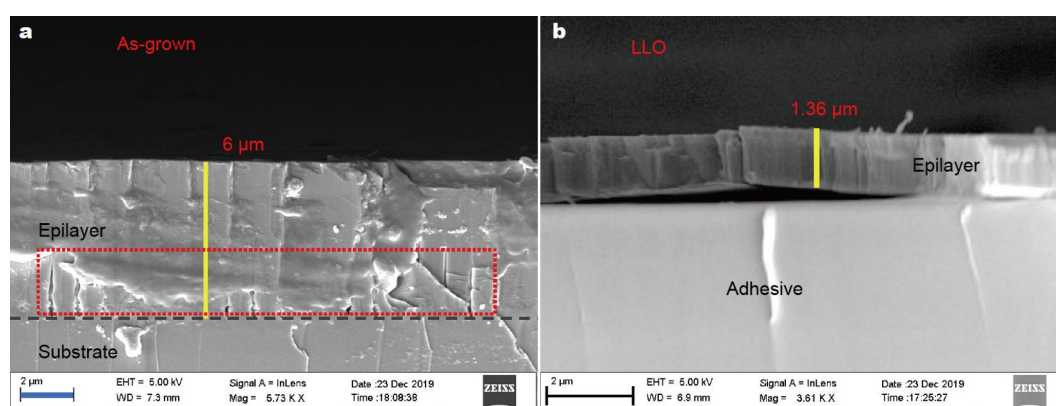 a
As-grown
6 μm
Epilayer
Substrate
2 μm
EHT = 5.00 kV
WD = 7.3 mm
Signal A = InLens
Mag = 5.73 K X
Date :23 Dec 2019
Time :18:08:38
ZEISS
b
LLO
1.36 μm
Epilayer
Adhesive
2 μm
EHT = 5.00 kV
WD = 6.9 mm
Signal A = InLens
Mag = 3.61 K X
Date :23 Dec 2019
Time :17:25:27
ZEISS